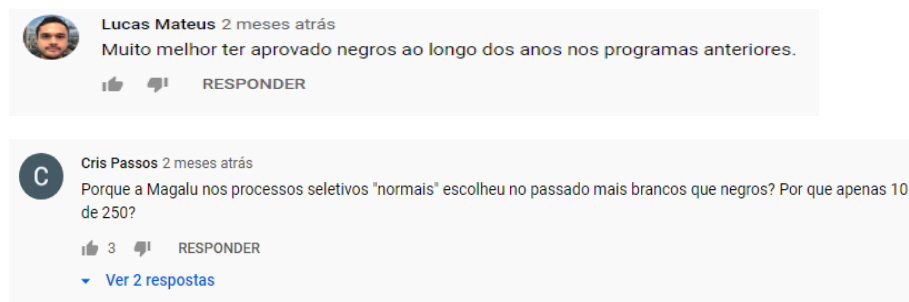 Lucas Mateus 2 meses atrás
Muito melhor ter aprovado negros ao longo dos anos nos programas anteriores.
RESPONDER
C
Cris Passos 2 meses atrás
Porque a Magalu nos processos seletivos "normais" escolheu no passado mais brancos que negros? Por que apenas 10
de 250?
3 RESPONDER
Ver 2 respostas